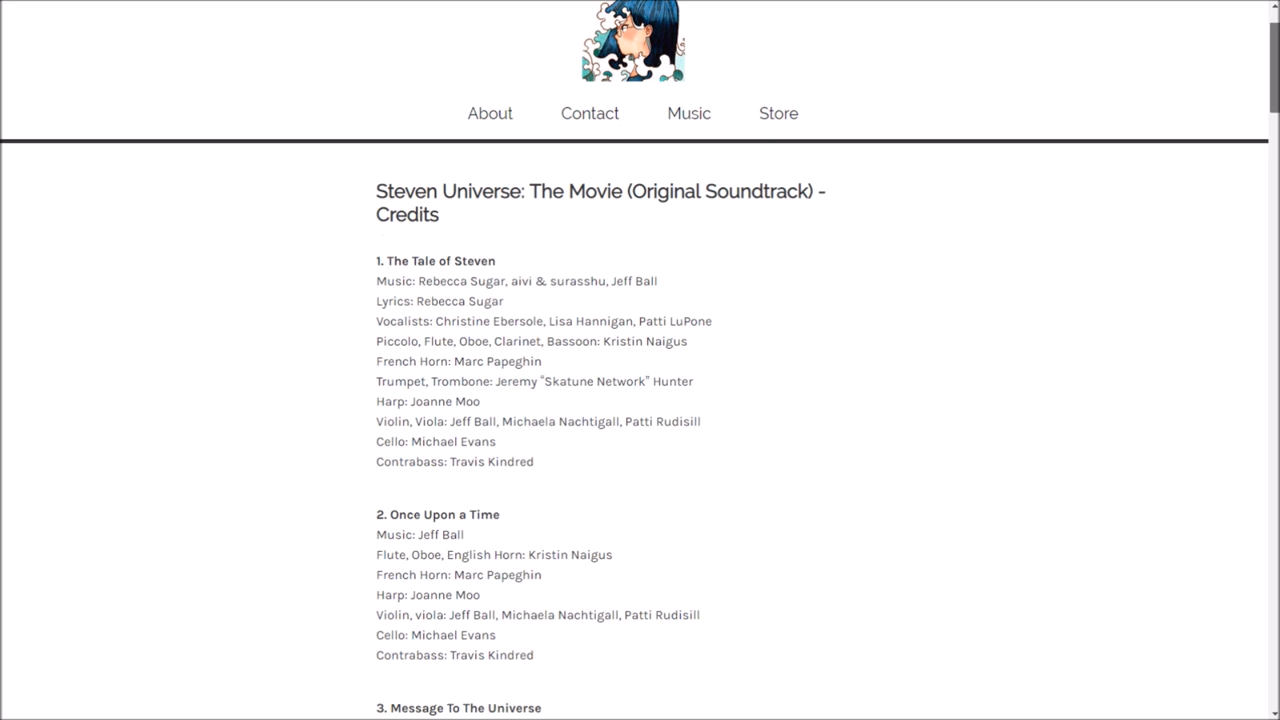 About Contact Music Store
Steven Universe: The Movie (Original Soundtrack) -
Credits
1. The Tale of Steven
Music: Rebecca Sugar, aivi & surasshu, Jeff Ball
Lyrics: Rebecca Sugar
Vocalists: Christine Ebersole, Lisa Hannigan, Patti LuPone
Piccolo, Flute, Oboe, Clarinet, Bassoon: Kristin Naigus
French Horn: Marc Papeghin
Trumpet, Trombone: Jeremy “Skatune Network” Hunter
Harp: Joanne Moo
Violin, Viola: Jeff Ball, Michaela Nachtigall, Patti Rudisill
Cello: Michael Evans
Contrabass: Travis Kindred
2. Once Upon a Time
Music: Jeff Ball
Flute, Oboe, English Horn: Kristin Naigus
French Horn: Marc Papeghin
Harp: Joanne Moo
Violin, viola: Jeff Ball, Michaela Nachtigall, Patti Rudisill
Cello: Michael Evans
Contrabass: Travis Kindred
3. Message To The Universe